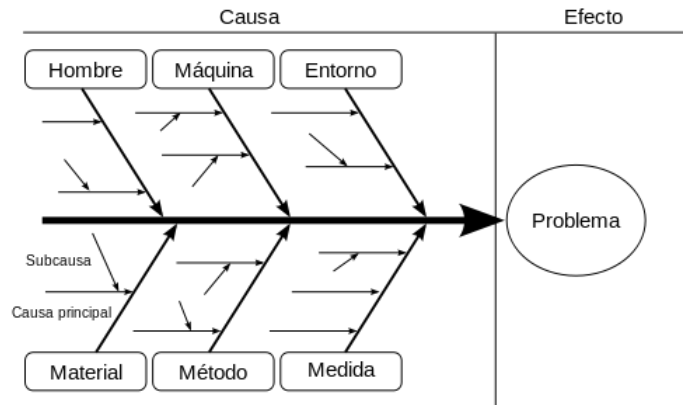 Causa
Efecto
Hombre
Máquina
Entorno
Problema
Subcausa
Causa principal
Material
Método
Medida